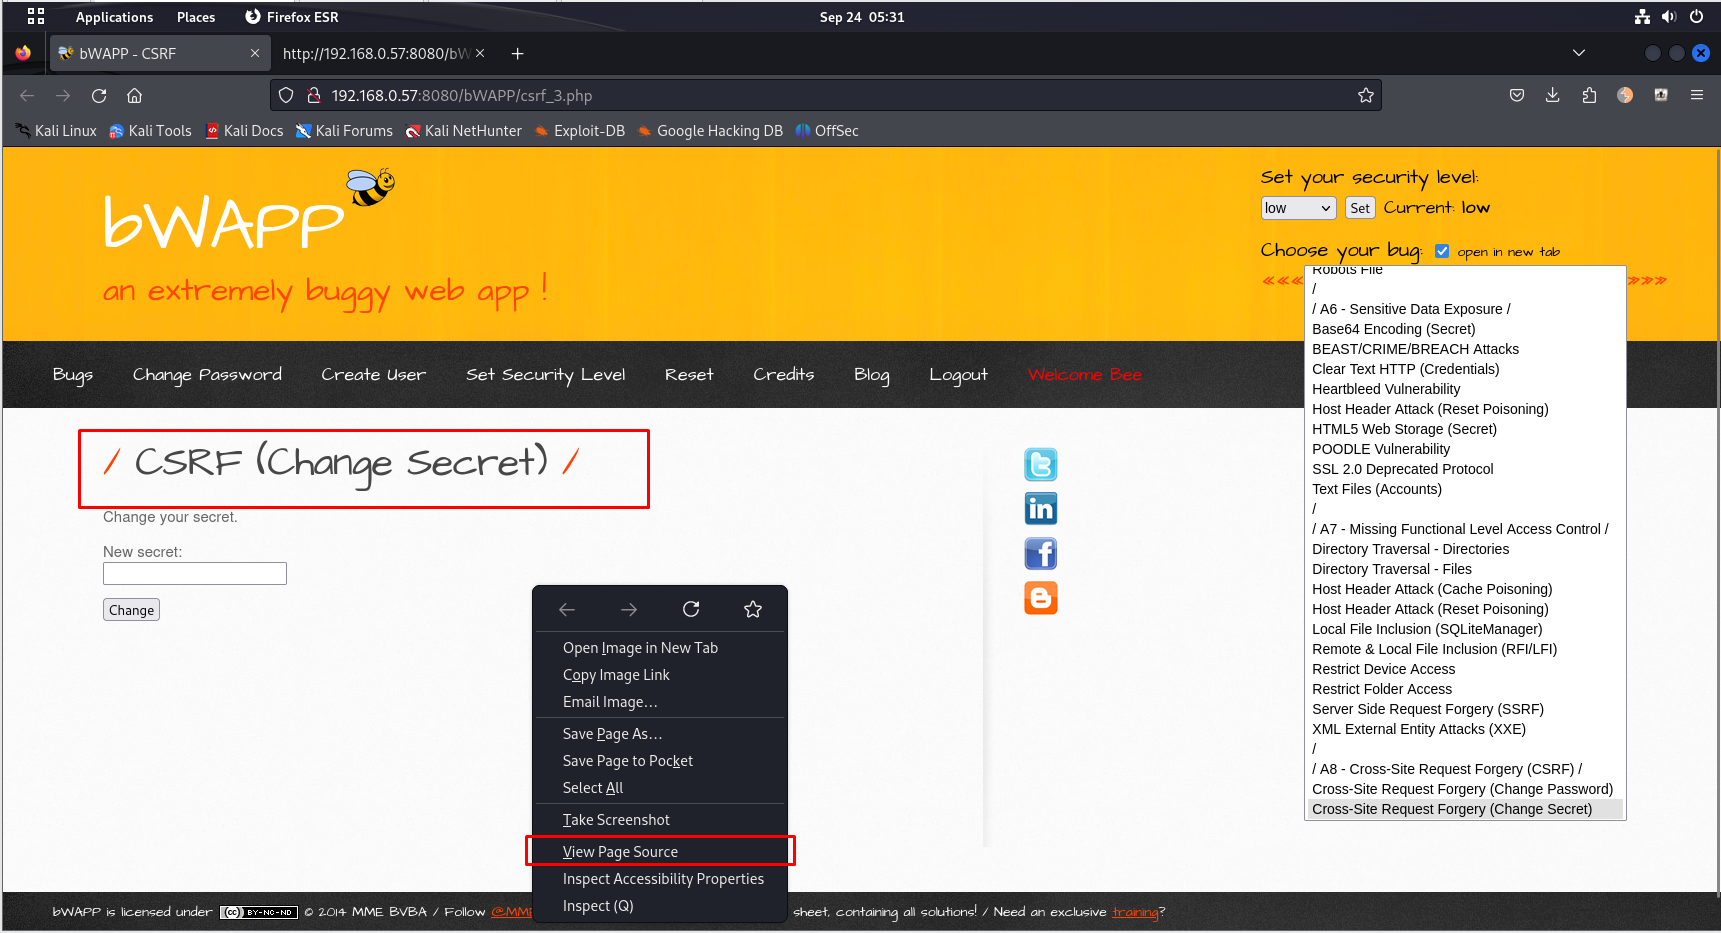 Applications Places Firefox ESR Sep 24 05:31
bWAPP - CSRF http://192.168.0.57:8080/bW
192.168.0.57:8080/bWAPP/csrf_3.php
Kali Linux Kali Tools Kali Docs Kali Forums Kali NetHunter Exploit-DB Google Hacking DB OffSec
bWAPP
an extremely buggy web app !
Set your security level:
low Set Current: low
Choose your bug: open in new tab
Bugs Change Password Create User Set Security Level Reset Credits Blog Logout Welcome Bee
/ CSRF (Change Secret) /
Change your secret.
New secret:
Change
Open Image in New Tab
Copy Image Link
Email Image…
Save Page As…
Save Page to Pocket
Select All
Take Screenshot
View Page Source
Inspect Accessibility Properties
Inspect (Q)
Robots File
/
/ A6 - Sensitive Data Exposure /
Base64 Encoding (Secret)
BEAST/CRIME/BREACH Attacks
Clear Text HTTP (Credentials)
Heartbleed Vulnerability
Host Header Attack (Reset Poisoning)
HTML5 Web Storage (Secret)
POODLE Vulnerability
SSL 2.0 Deprecated Protocol
Text Files (Accounts)
/
/ A7 - Missing Functional Level Access Control /
Directory Traversal - Directories
Directory Traversal - Files
Host Header Attack (Cache Poisoning)
Host Header Attack (Reset Poisoning)
Local File Inclusion (SQLiteManager)
Remote & Local File Inclusion (RFI/LFI)
Restrict Device Access
Restrict Folder Access
Server Side Request Forgery (SSRF)
XML External Entity Attacks (XXE)
/
/ A8 - Cross-Site Request Forgery (CSRF) /
Cross-Site Request Forgery (Change Password)
Cross-Site Request Forgery (Change Secret)
bWAPP is licensed under (cc) BY-NC-ND © 2014 MME BVBA / Follow @MME sheet, containing all solutions! / Need an exclusive training?